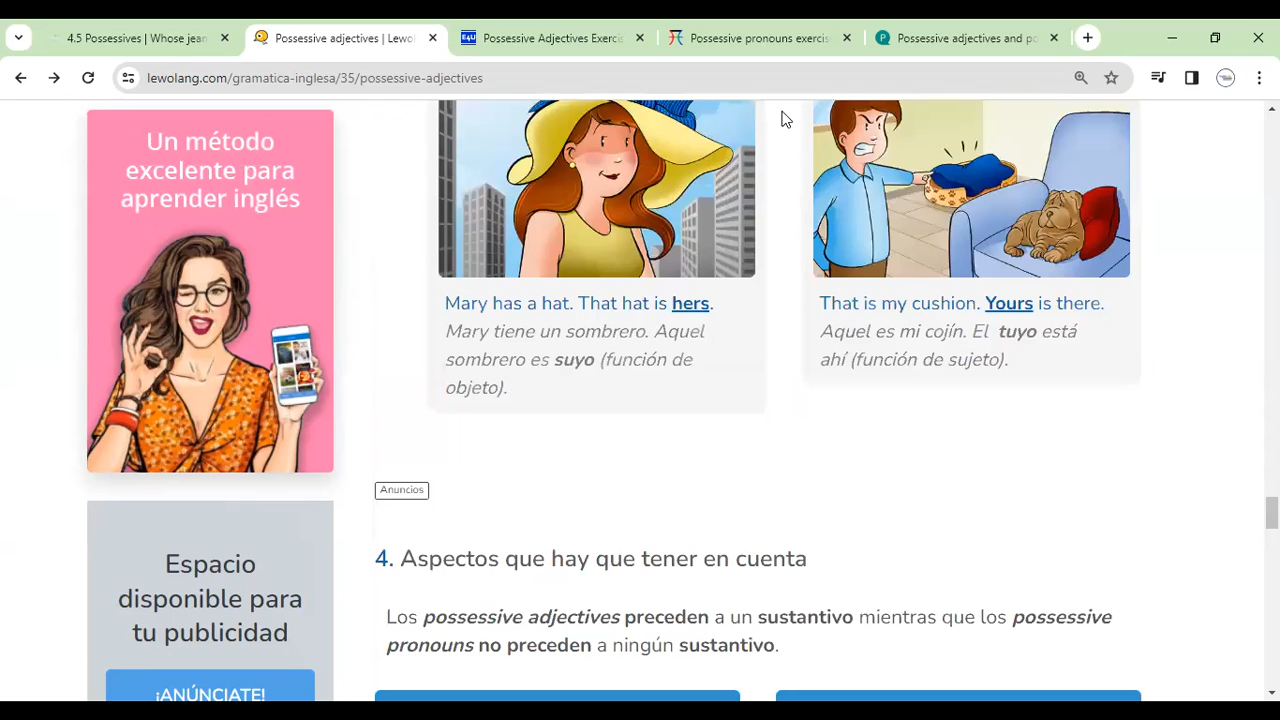 4.5 Possessives | Whose jean
Possessive adjectives | Lewol
Possessive Adjectives Exercis
Possessive pronouns exercis
Possessive adjectives and po
lewolang.com/gramatica-inglesa/35/possessive-adjectives
Un método
excelente para
aprender inglés
Mary has a hat. That hat is hers.
Mary tiene un sombrero. Aquel
sombrero es suyo (función de
objeto).
That is my cushion. Yours is there.
Aquel es mi cojín. El tuyo está
ahí (función de sujeto).
Anuncios
Espacio
disponible para
tu publicidad
¡ANÚNCIATE!
4. Aspectos que hay que tener en cuenta
Los possessive adjectives preceden a un sustantivo mientras que los possessive
pronouns no preceden a ningún sustantivo.